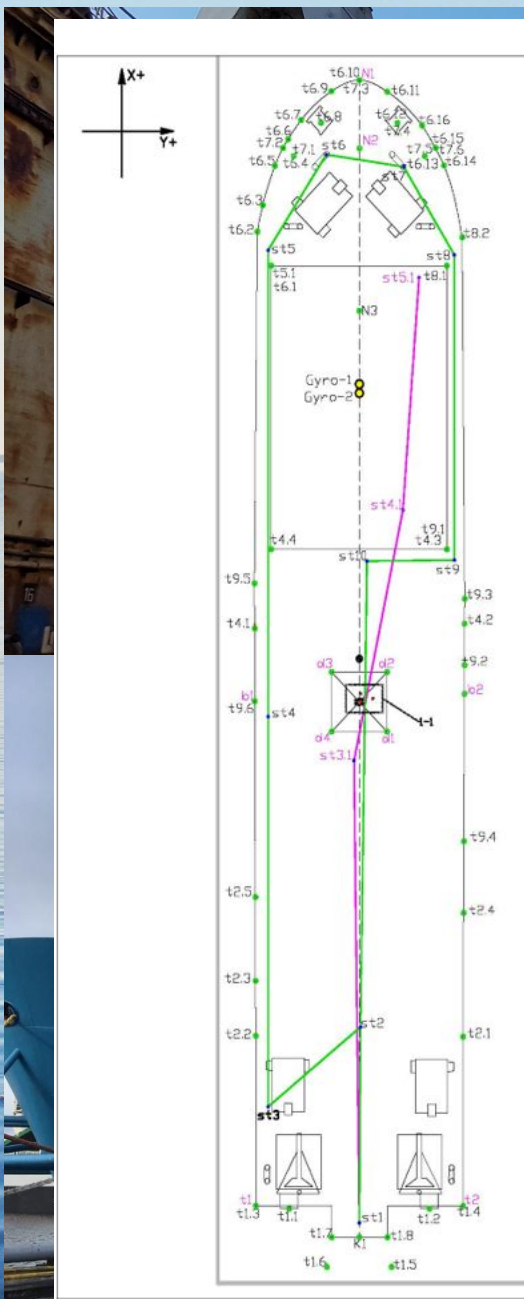 X+
Y+
t6.10 N1
t6.9 t7.3 t6.11
t6.7 t6.8 t6.12 t6.16
t7.4
t6.6 t6.15
t7.2 t7.1 st6 N2 t7.5 t7.6
t6.5 t6.4 t6.13 t6.14
st7
t6.3
t6.2 t8.2
st5 st8
t5.1 st5.1 t8.1
t6.1
N3
Gyro-1
Gyro-2
st4.1
t9.1
t4.4 t4.3
st11 st9
t9.5 t9.3
t4.1 t4.2
d3 d2 t9.2
b1 b2
t9.6 st4 1-1
d4 d1
st3.1
t9.4
t2.5 t2.4
t2.3
st2
t2.2 t2.1
st3
t1 t2
t1.3 t1.1 t1.2 t1.4
st1
t1.7 K1 t1.8
t1.6 t1.5